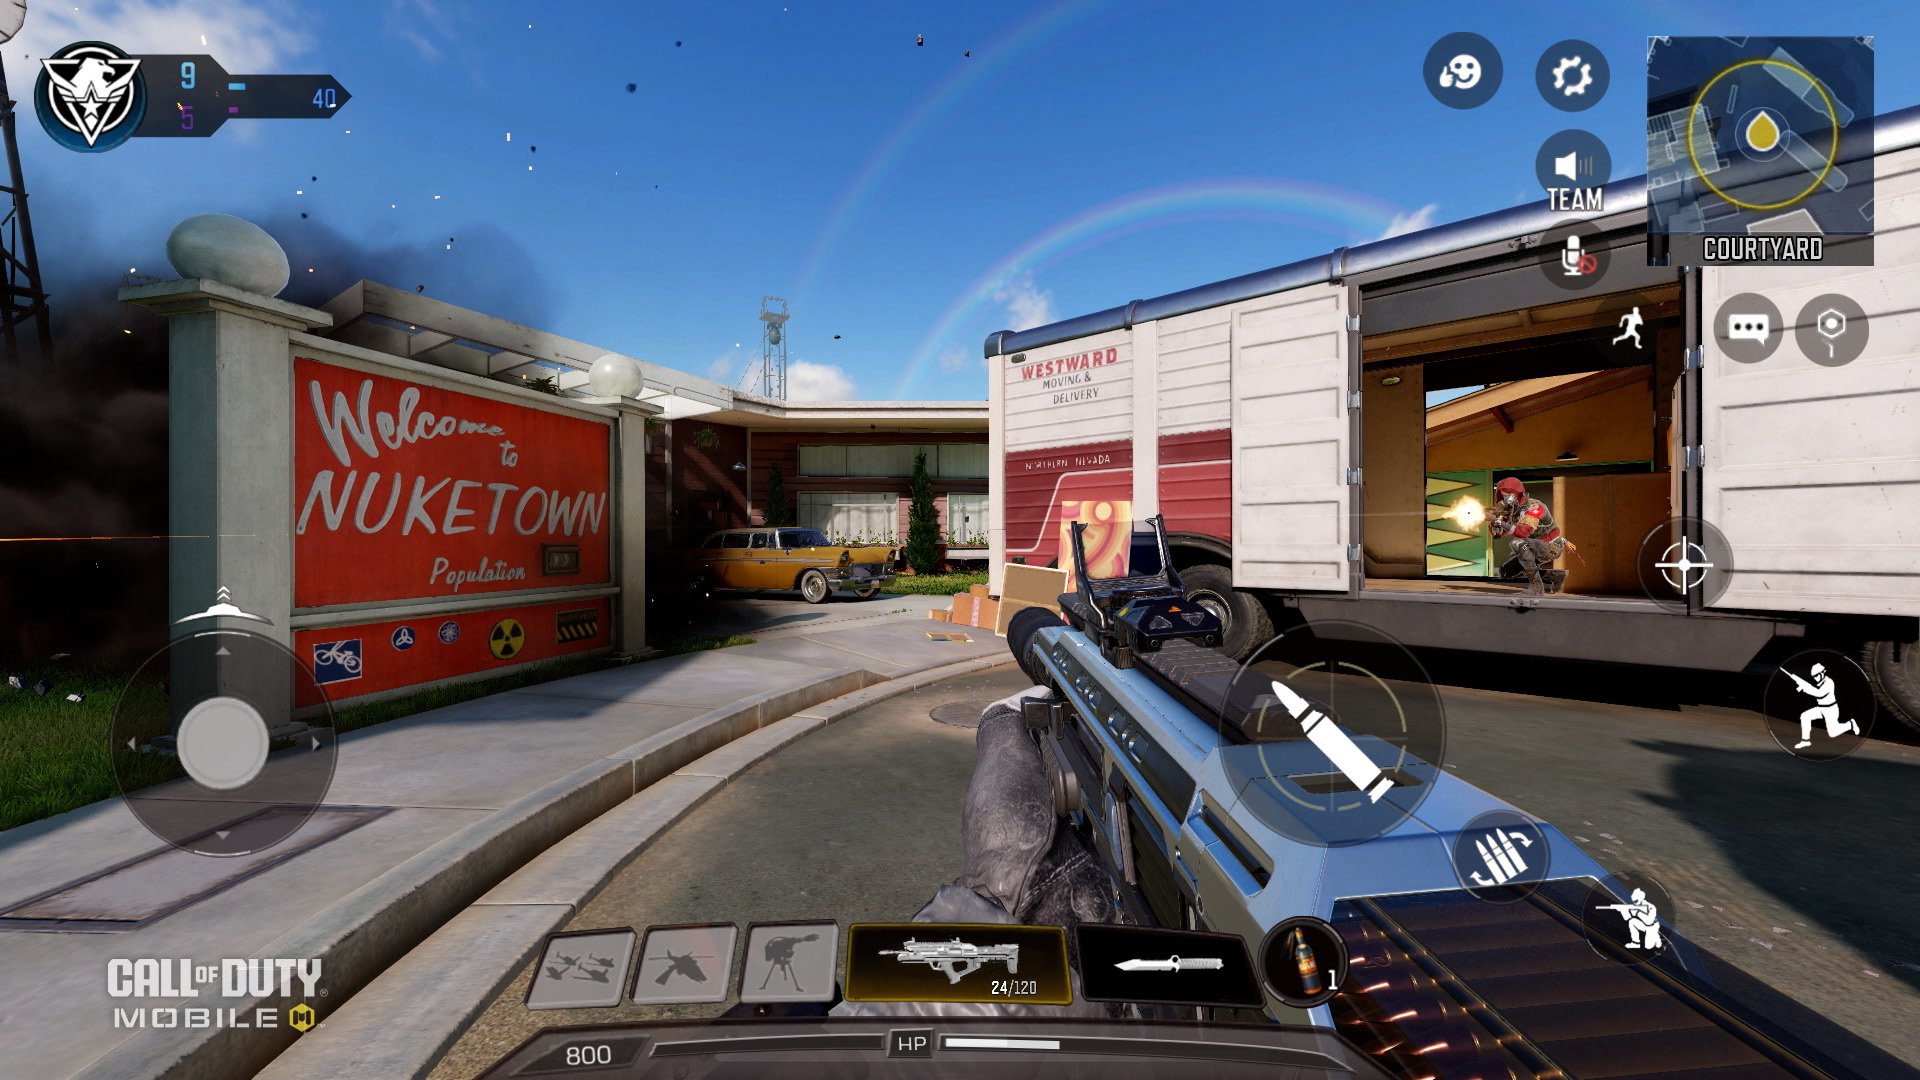 9
5
40
TEAM
COURTYARD
WESTWARD
MOVING &
DELIVERY
NORTHERN NEVADA
Welcome
to
NUKETOWN
Population
24/120
1
CALL OF DUTY®
MOBILE
800
HP